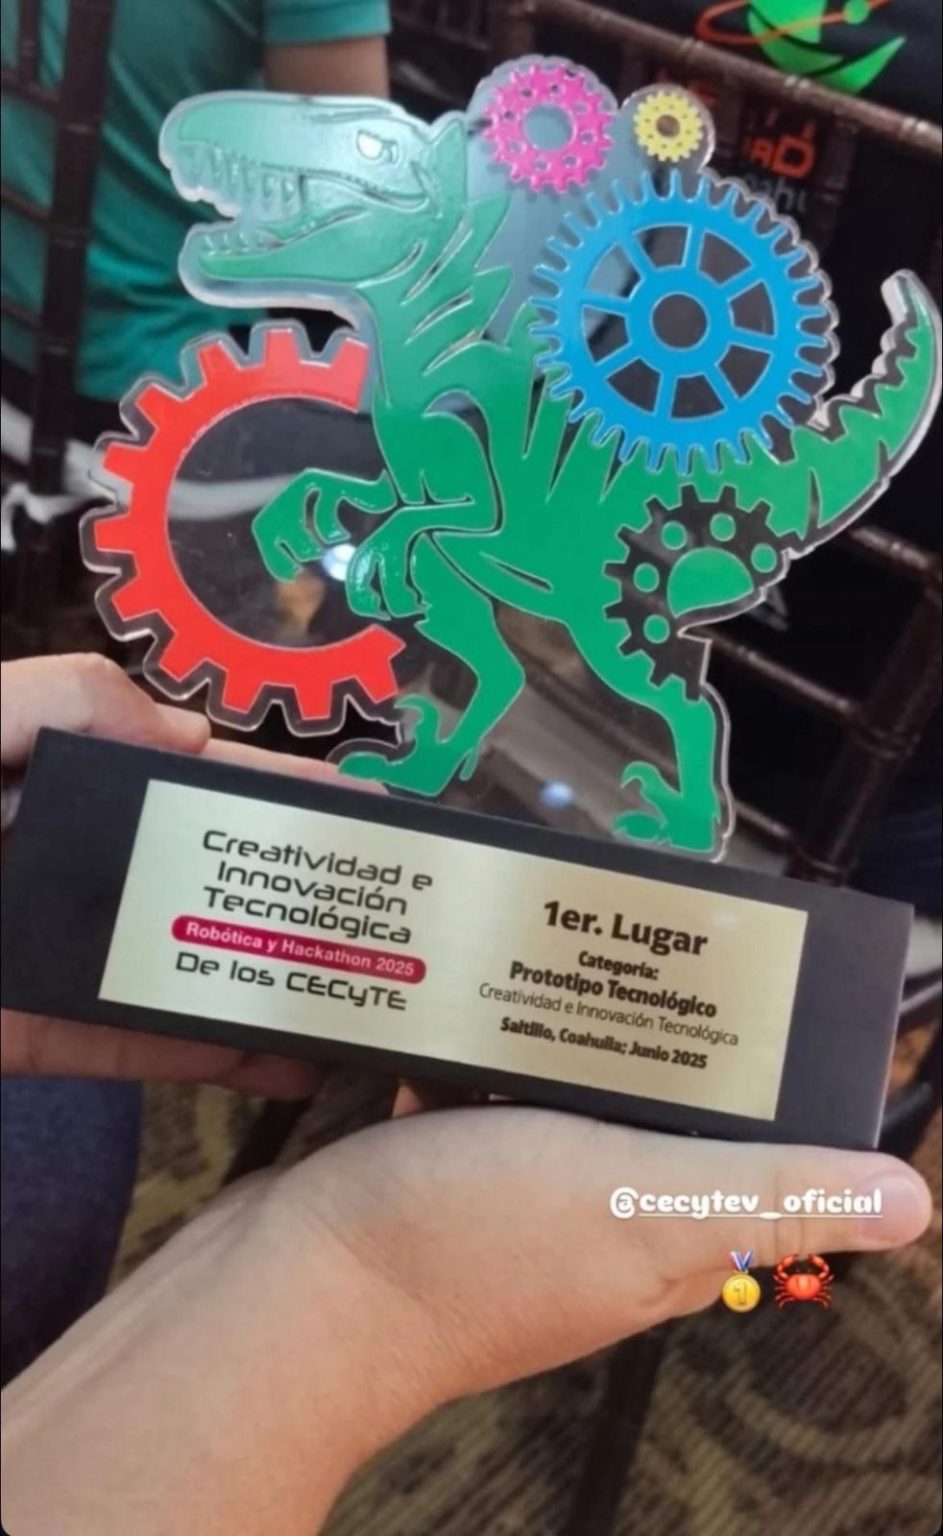 Creatividad e
Innovación
Tecnológica
Robótica y Hackathon 2025
De los CECyTE
1er. Lugar
Categoría:
Prototipo Tecnológico
Creatividad e Innovación Tecnológica
Saltillo, Coahuila; Junio 2025
@cecytev_oficial